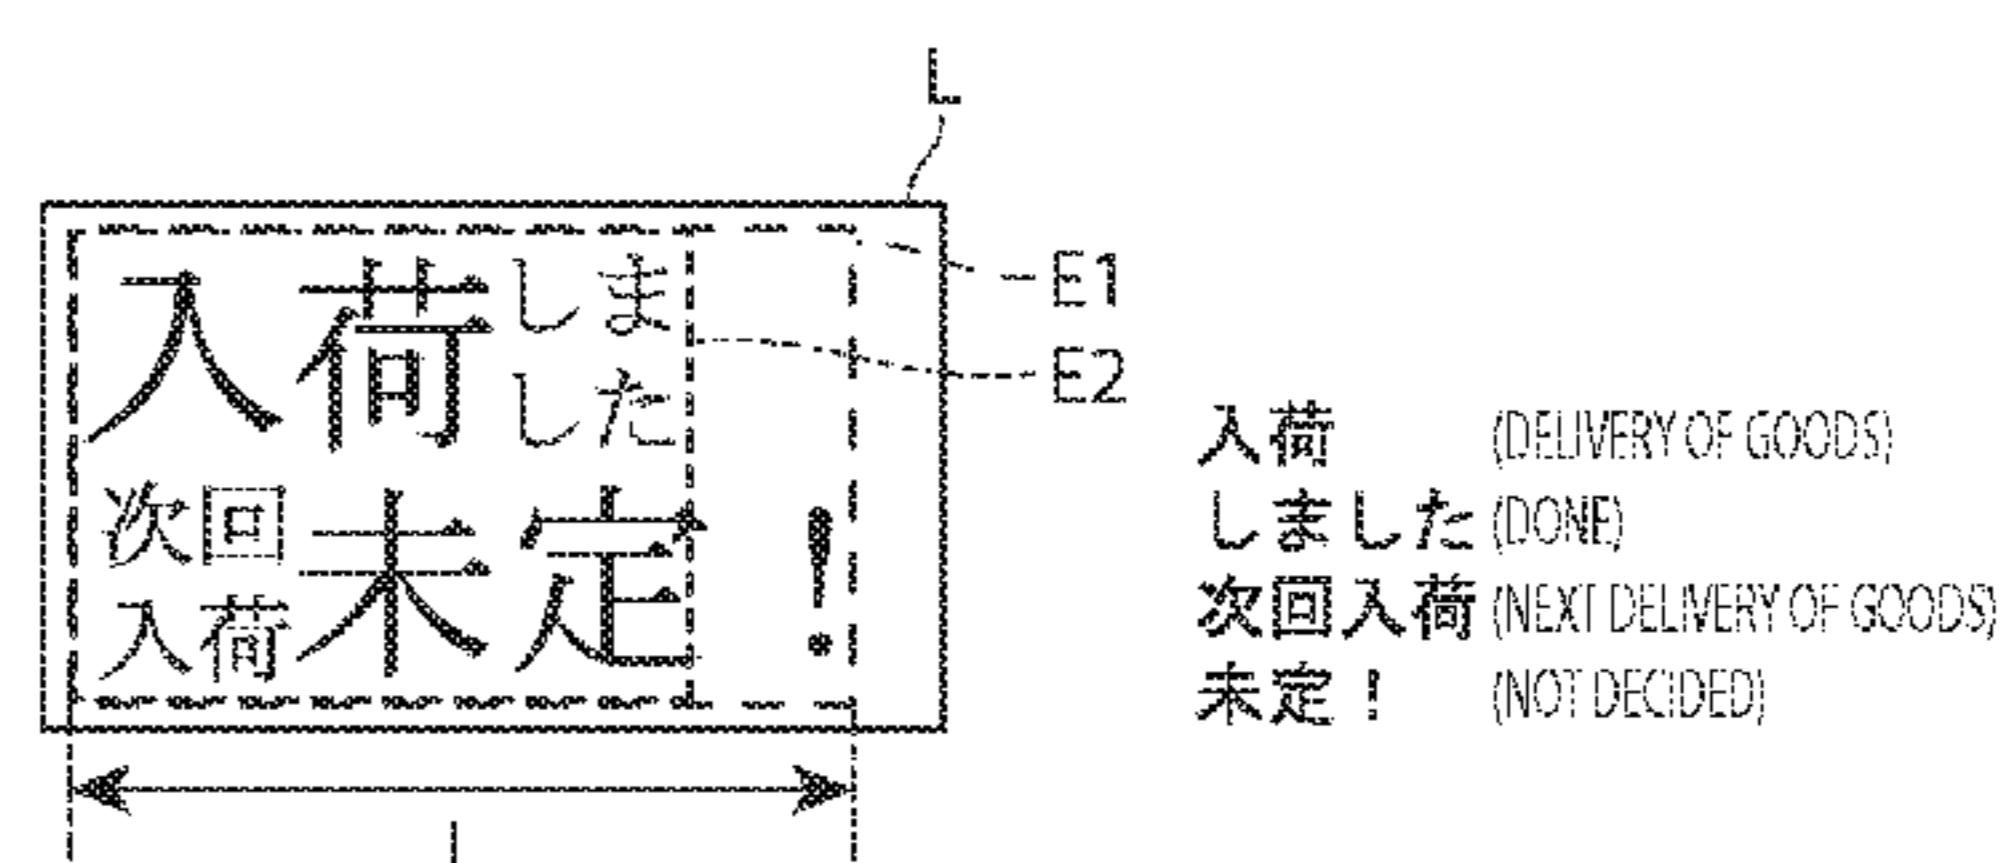 L
入荷しま
した
E1
E2
次回
入荷
未定!
入荷 (DELIVERY OF GOODS)
しました (DONE)
次回入荷 (NEXT DELIVERY OF GOODS)
未定! (NOT DECIDED)